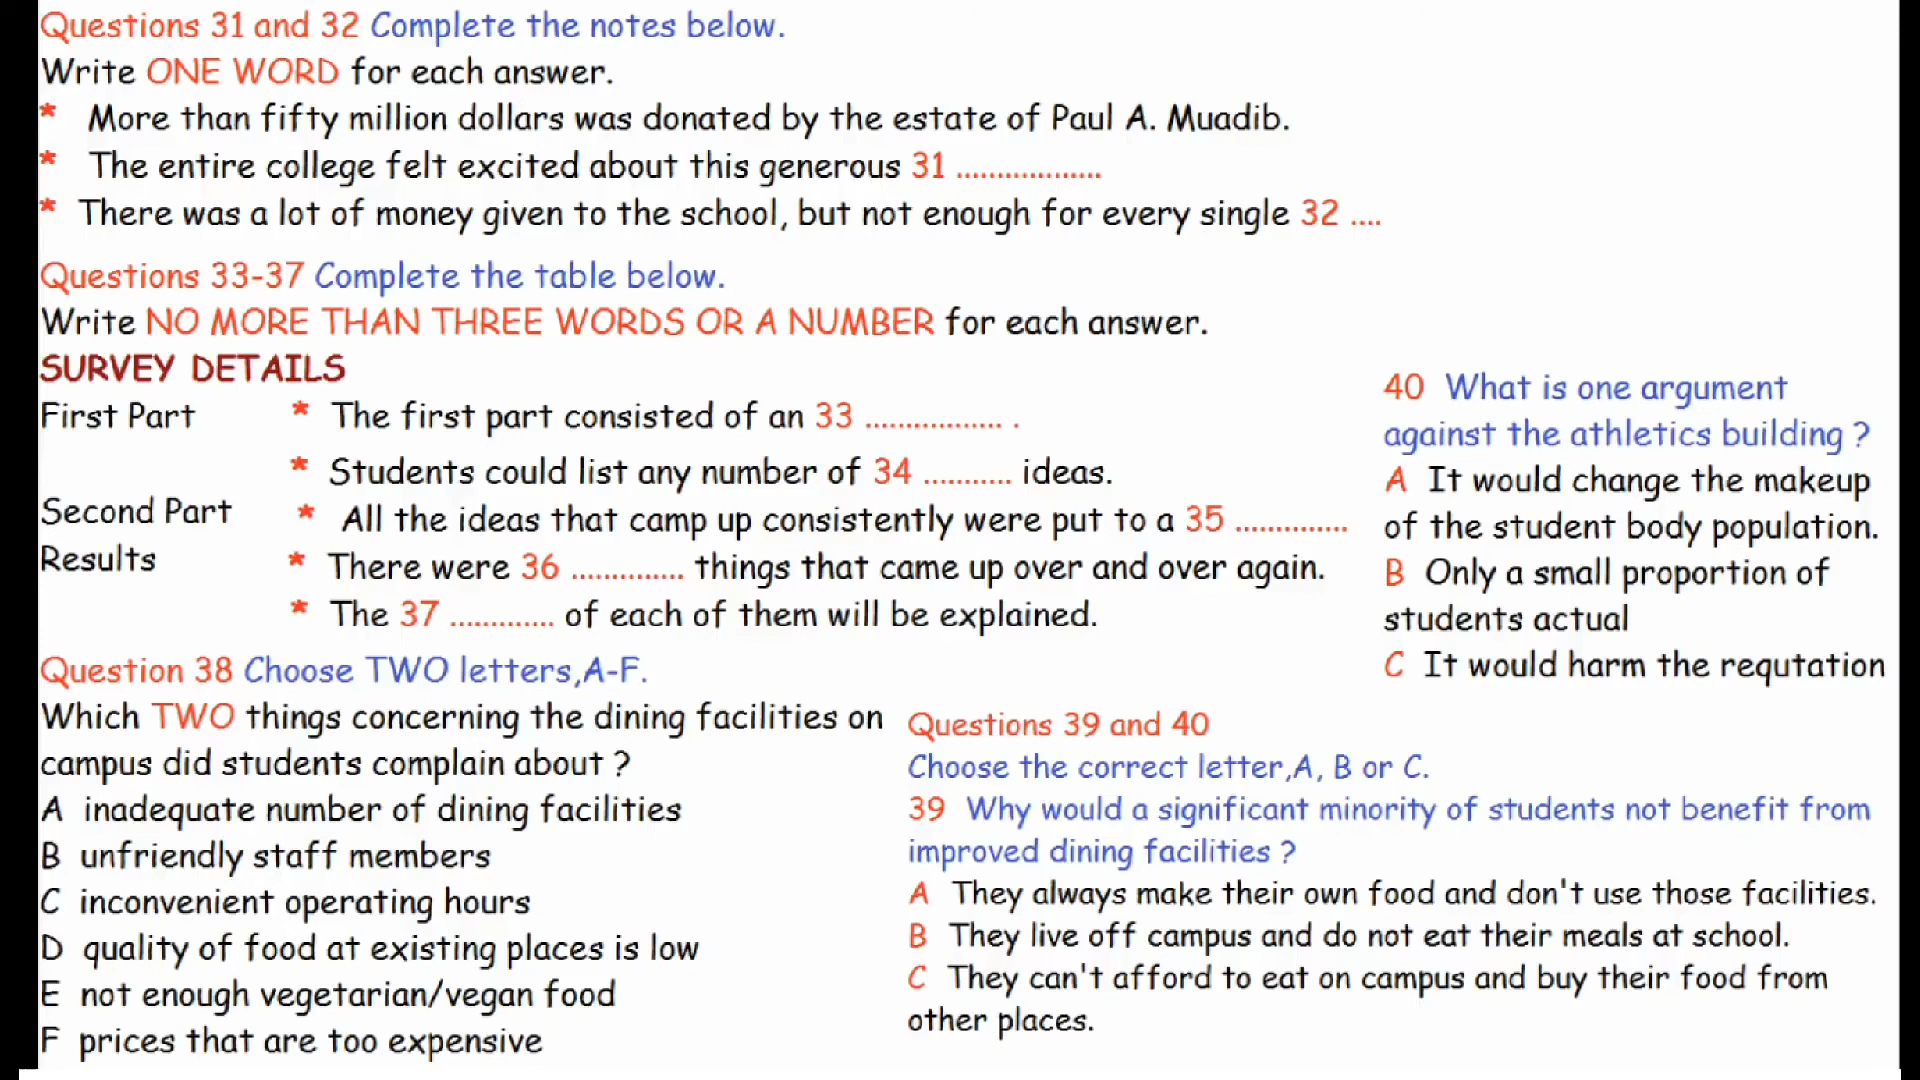 Questions 31 and 32 Complete the notes below.
Write ONE WORD for each answer.
* More than fifty million dollars was donated by the estate of Paul A. Muadib.
* The entire college felt excited about this generous 31 ..................
* There was a lot of money given to the school, but not enough for every single 32 ....
Questions 33-37 Complete the table below.
Write NO MORE THAN THREE WORDS OR A NUMBER for each answer.
SURVEY DETAILS
First Part * The first part consisted of an 33 ................. .
* Students could list any number of 34 ........... ideas.
Second Part * All the ideas that camp up consistently were put to a 35 ..............
Results * There were 36 .............. things that came up over and over again.
* The 37 ............. of each of them will be explained.
Question 38 Choose TWO letters,A-F.
Which TWO things concerning the dining facilities on
campus did students complain about ?
A inadequate number of dining facilities
B unfriendly staff members
C inconvenient operating hours
D quality of food at existing places is low
E not enough vegetarian/vegan food
F prices that are too expensive
Questions 39 and 40
Choose the correct letter,A, B or C.
39 Why would a significant minority of students not benefit from
improved dining facilities ?
A They always make their own food and don't use those facilities.
B They live off campus and do not eat their meals at school.
C They can't afford to eat on campus and buy their food from
other places.
40 What is one argument
against the athletics building ?
A It would change the makeup
of the student body population.
B Only a small proportion of
students actual
C It would harm the requtation